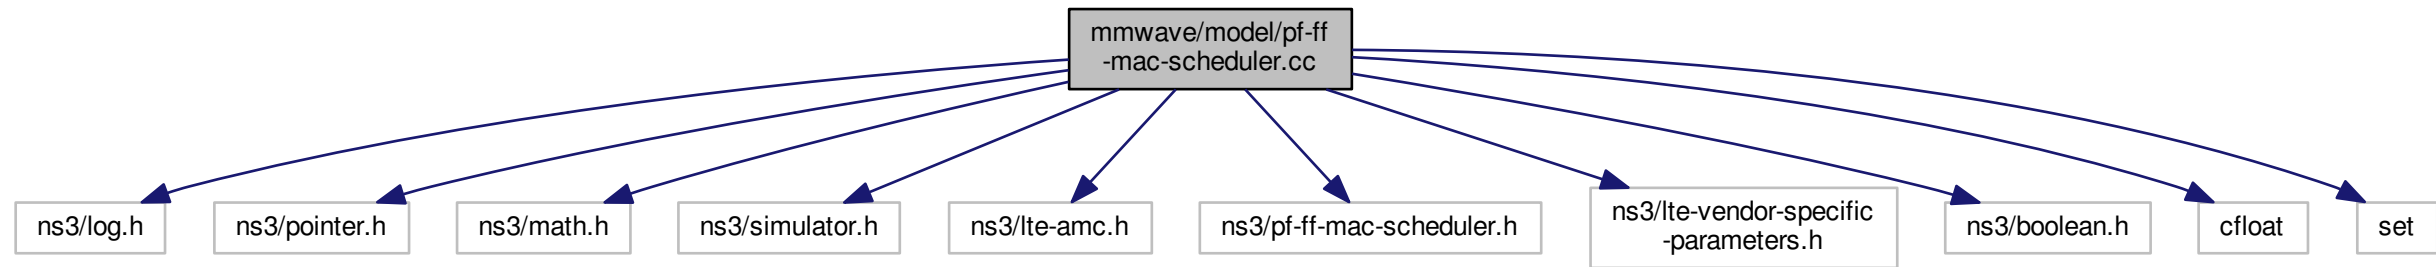 mmwave/model/pf-ff
-mac-scheduler.cc
ns3/log.h
ns3/pointer.h
ns3/math.h
ns3/simulator.h
ns3/lte-amc.h
ns3/pf-ff-mac-scheduler.h
ns3/lte-vendor-specific
-parameters.h
ns3/boolean.h
cfloat
set